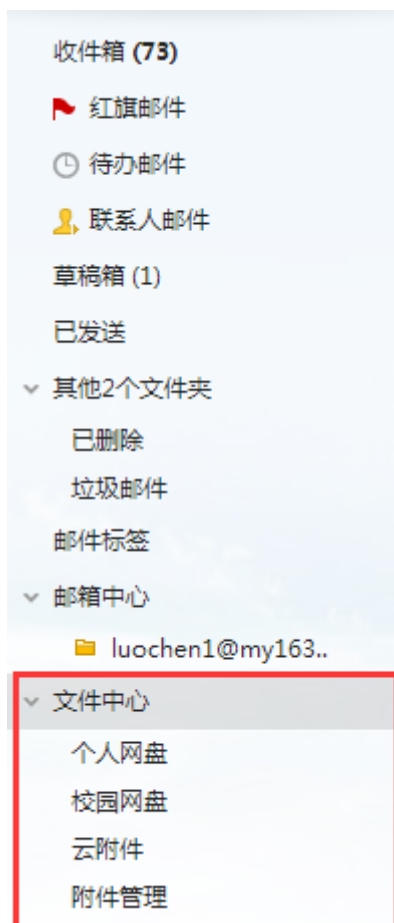 收件箱 (73)
红旗邮件
待办邮件
联系人邮件
草稿箱 (1)
已发送
其他2个文件夹
已删除
垃圾邮件
邮件标签
邮箱中心
luochen1@my163..
文件中心
个人网盘
校园网盘
云附件
附件管理